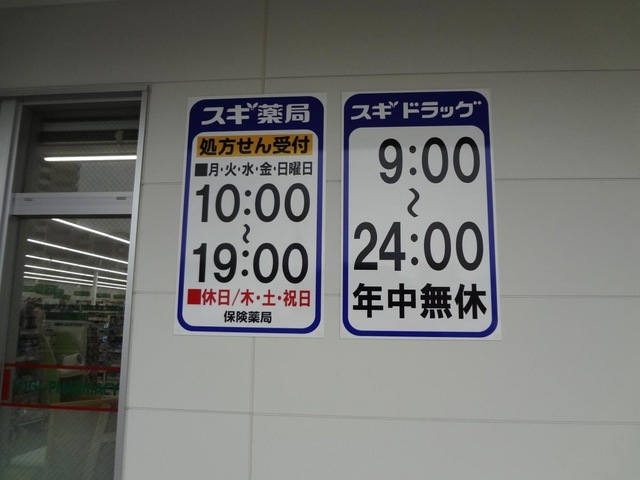 スギ薬局
処方せん受付
■月・火・水・金・日曜日
10:00
~
19:00
■休日/木・土・祝日
保険薬局
スギドラッグ
9:00
~
24:00
年中無休